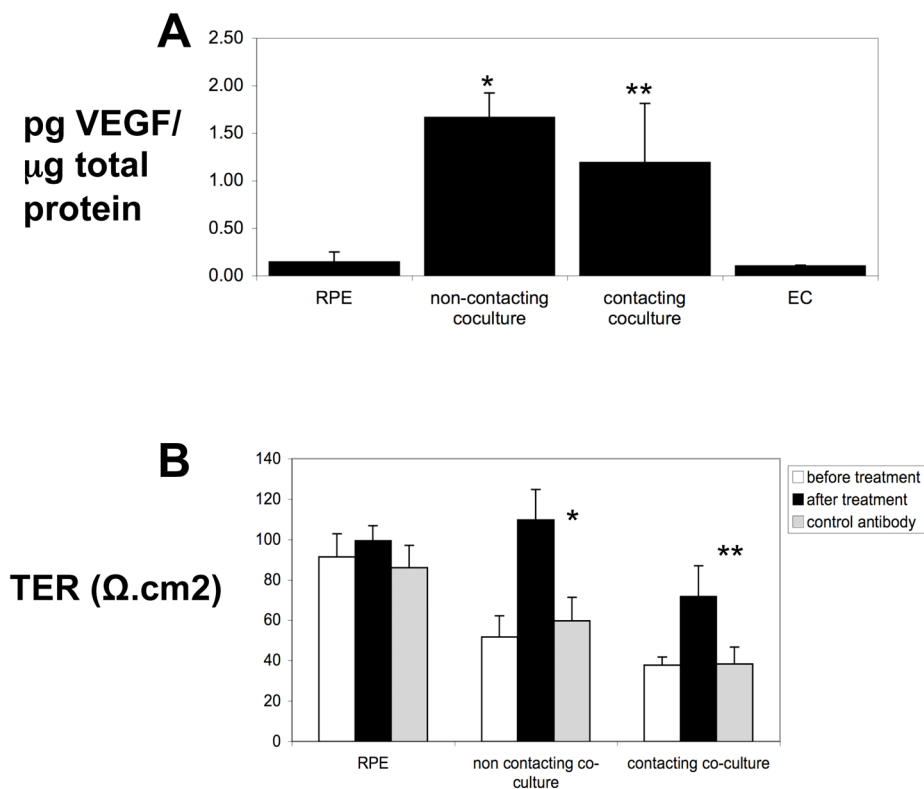 A
pg VEGF/
μg total
protein
2.50
2.00
1.50
1.00
0.50
0.00
*
**
RPE
non-contacting
coculture
contacting
coculture
EC
B
TER (Ω.cm2)
140
120
100
80
60
40
20
0
*
**
RPE
non contacting co-
culture
contacting co-culture
before treatment
after treatment
control antibody